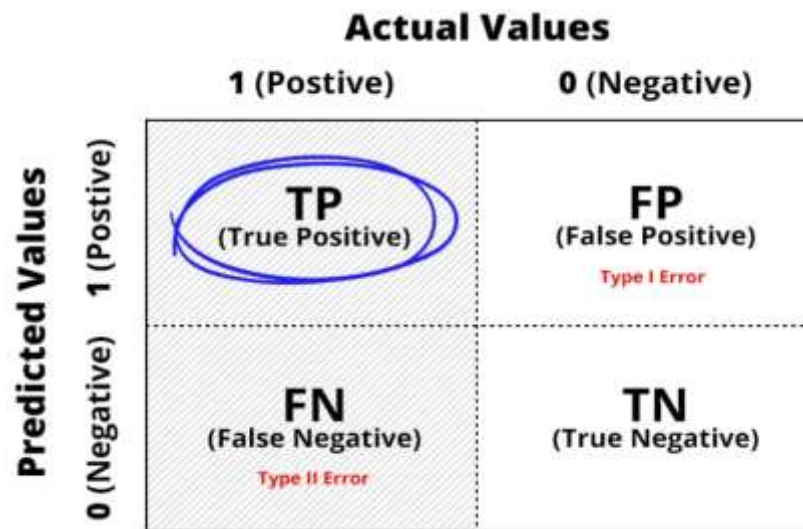 Actual Values
1 (Postive)
0 (Negative)
Predicted Values
1 (Postive)
TP
(True Positive)
FP
(False Positive)
Type I Error
0 (Negative)
FN
(False Negative)
Type II Error
TN
(True Negative)